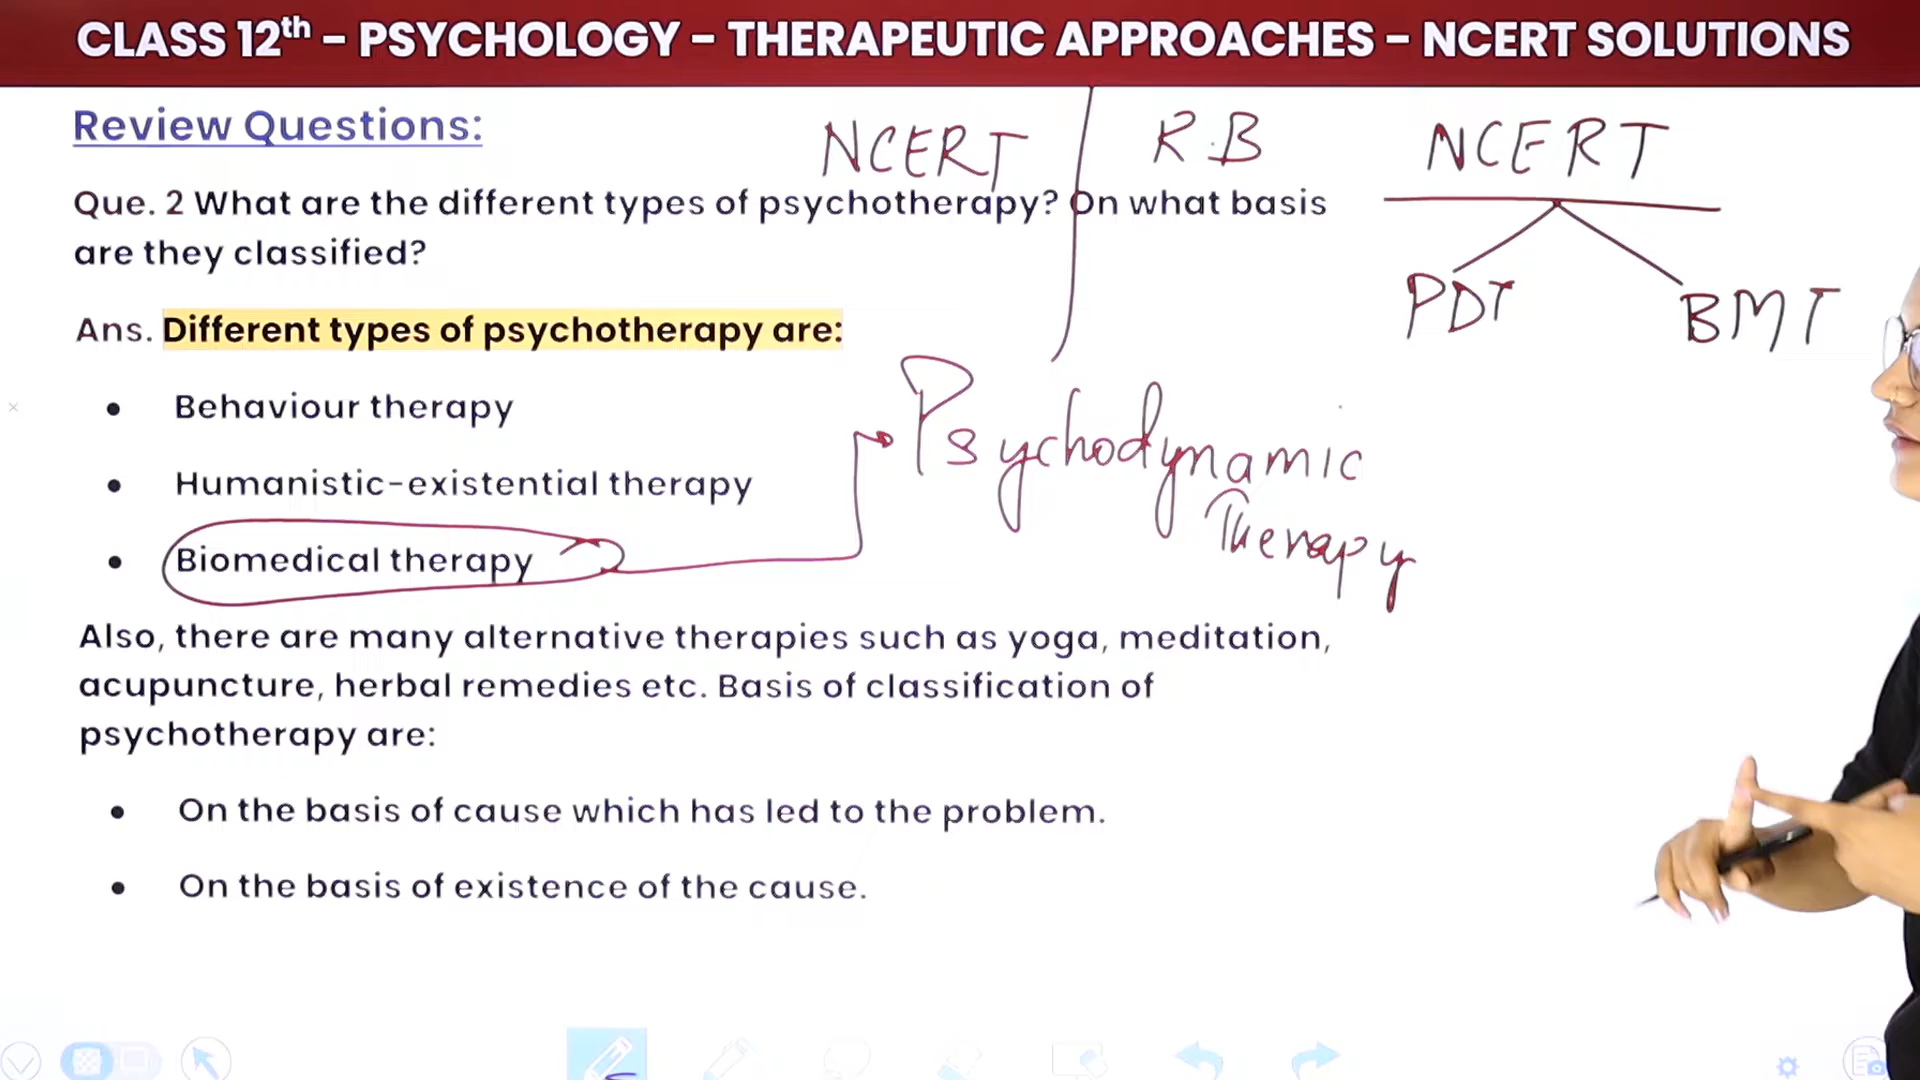 CLASS 12th – PSYCHOLOGY – THERAPEUTIC APPROACHES – NCERT SOLUTIONS
Review Questions:
NCERT
R.B
NCERT
Que. 2 What are the different types of psychotherapy? On what basis
are they classified?
PDT
BMT
Ans. Different types of psychotherapy are:
• Behaviour therapy
Psychodynamic
Therapy
• Humanistic-existential therapy
• Biomedical therapy
Also, there are many alternative therapies such as yoga, meditation,
acupuncture, herbal remedies etc. Basis of classification of
psychotherapy are:
• On the basis of cause which has led to the problem.
• On the basis of existence of the cause.